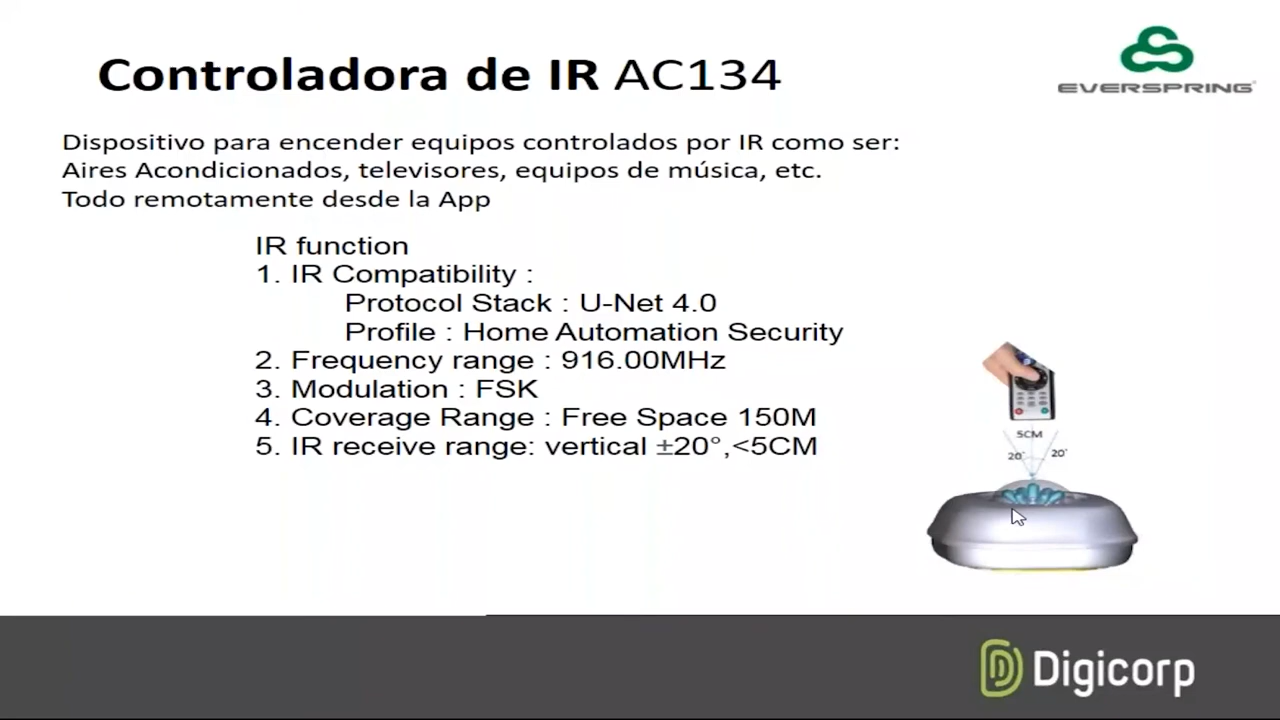 Controladora de IR AC134
EVERSPRING
Dispositivo para encender equipos controlados por IR como ser:
Aires Acondicionados, televisores, equipos de música, etc.
Todo remotamente desde la App
IR function
1. IR Compatibility :
Protocol Stack : U-Net 4.0
Profile : Home Automation Security
2. Frequency range : 916.00MHz
3. Modulation : FSK
4. Coverage Range : Free Space 150M
5. IR receive range: vertical ±20°,<5CM
5CM
20° 20°
Digicorp